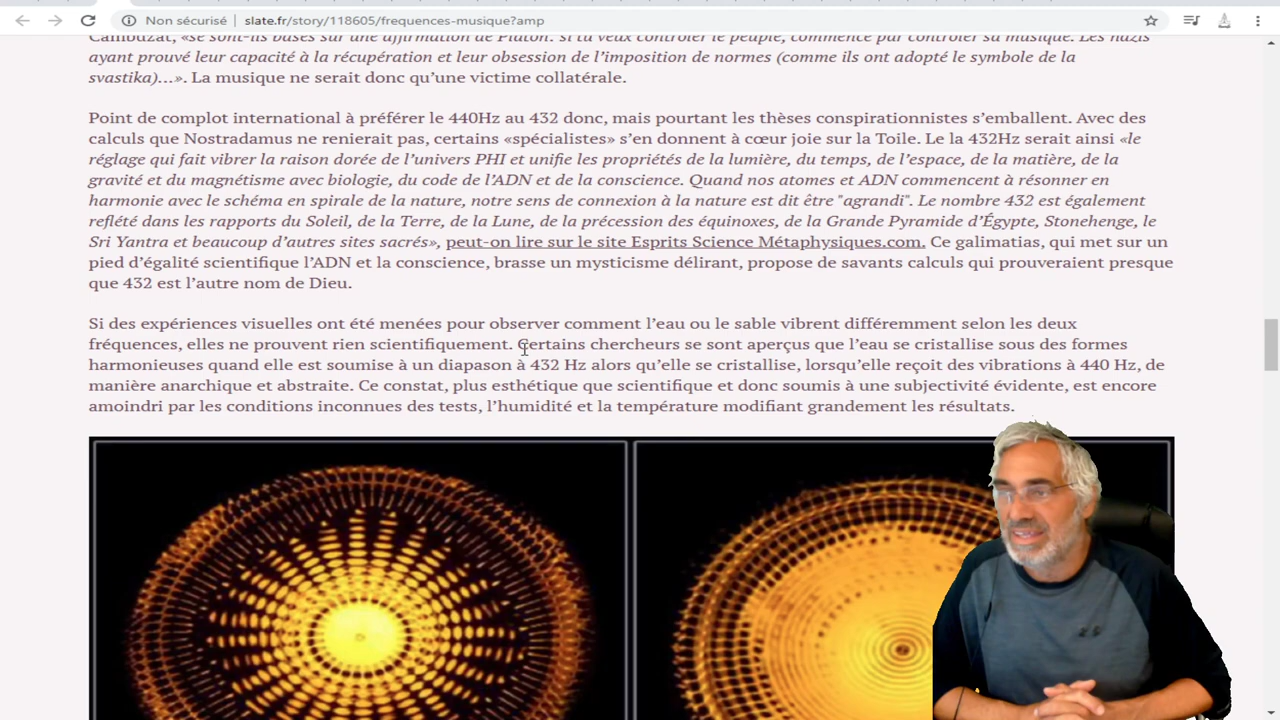 Non sécurisé | slate.fr/story/118605/frequences-musique?amp
Cambuzat, «se sont-ils basés sur une affirmation de Platon: si tu veux contrôler le peuple, commence par contrôler sa musique. Les nazis
ayant prouvé leur capacité à la récupération et leur obsession de l’imposition de normes (comme ils ont adopté le symbole de la
svastika)…». La musique ne serait donc qu’une victime collatérale.
Point de complot international à préférer le 440Hz au 432 donc, mais pourtant les thèses conspirationnistes s’emballent. Avec des
calculs que Nostradamus ne renierait pas, certains «spécialistes» s’en donnent à cœur joie sur la Toile. Le la 432Hz serait ainsi «le
réglage qui fait vibrer la raison dorée de l’univers PHI et unifie les propriétés de la lumière, du temps, de l’espace, de la matière, de la
gravité et du magnétisme avec biologie, du code de l’ADN et de la conscience. Quand nos atomes et ADN commencent à résonner en
harmonie avec le schéma en spirale de la nature, notre sens de connexion à la nature est dit être "agrandi". Le nombre 432 est également
reflété dans les rapports du Soleil, de la Terre, de la Lune, de la précession des équinoxes, de la Grande Pyramide d’Égypte, Stonehenge, le
Sri Yantra et beaucoup d’autres sites sacrés», peut-on lire sur le site Esprits Science Métaphysiques.com. Ce galimatias, qui met sur un
pied d’égalité scientifique l’ADN et la conscience, brasse un mysticisme délirant, propose de savants calculs qui prouveraient presque
que 432 est l’autre nom de Dieu.
Si des expériences visuelles ont été menées pour observer comment l’eau ou le sable vibrent différemment selon les deux
fréquences, elles ne prouvent rien scientifiquement. Certains chercheurs se sont aperçus que l’eau se cristallise sous des formes
harmonieuses quand elle est soumise à un diapason à 432 Hz alors qu’elle se cristallise, lorsqu’elle reçoit des vibrations à 440 Hz, de
manière anarchique et abstraite. Ce constat, plus esthétique que scientifique et donc soumis à une subjectivité évidente, est encore
amoindri par les conditions inconnues des tests, l’humidité et la température modifiant grandement les résultats.